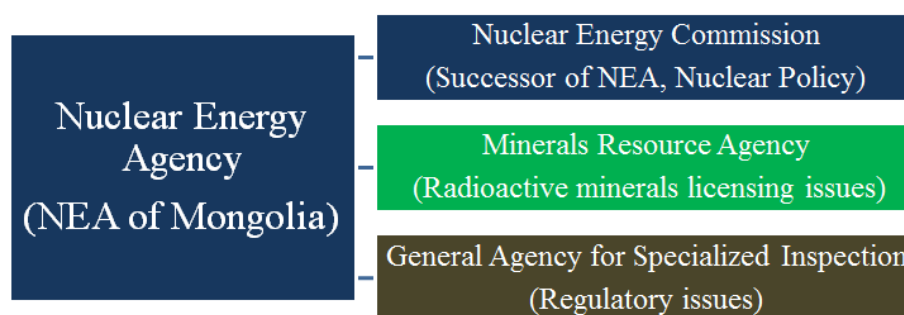 Nuclear Energy
Agency
(NEA of Mongolia)
Nuclear Energy Commission
(Successor of NEA, Nuclear Policy)
Minerals Resource Agency
(Radioactive minerals licensing issues)
General Agency for Specialized Inspection
(Regulatory issues)